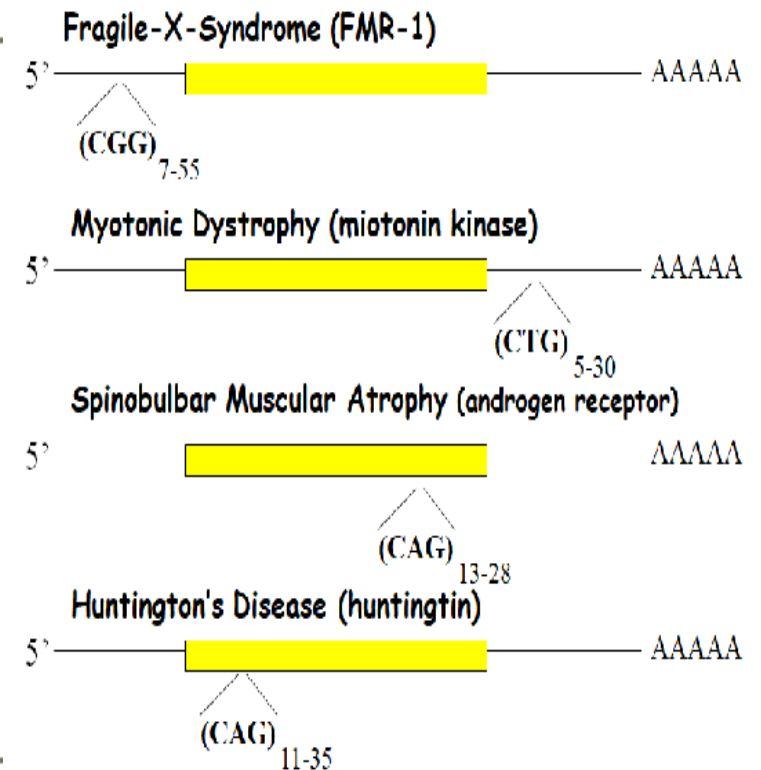 Fragile-X-Syndrome (FMR-1)
5’ AAAAA
(CGG) 7-55
Myotonic Dystrophy (miotonin kinase)
5’ AAAAA
(CTG) 5-30
Spinobulbar Muscular Atrophy (androgen receptor)
5’ AAAAA
(CAG) 13-28
Huntington's Disease (huntingtin)
5’ AAAAA
(CAG) 11-35